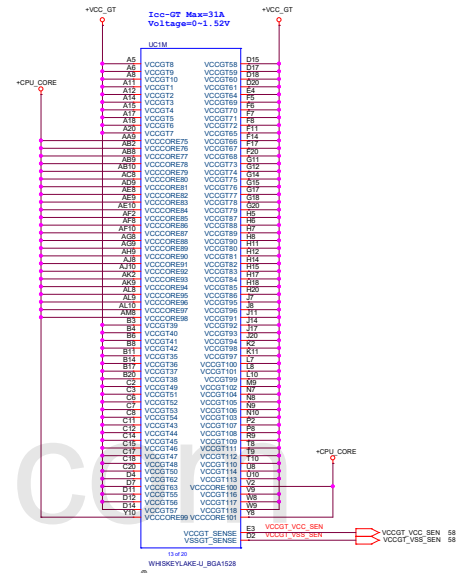 +VCC_GT
Icc-GT Max=31A
Voltage=0~1.52V
+VCC_GT
+CPU_CORE
UC1M
A5 VCCGT8 VCCGT58 D15
A6 VCCGT9 VCCGT59 D17
A8 VCCGT10 VCCGT60 D18
A11 VCCGT1 VCCGT61 D20
A12 VCCGT2 VCCGT64 E4
A14 VCCGT3 VCCGT69 F5
A15 VCCGT4 VCCGT70 F6
A17 VCCGT5 VCCGT71 F7
A18 VCCGT6 VCCGT72 F8
A20 VCCGT7 VCCGT65 F11
AA9 VCCCORE75 VCCGT66 F14
AB2 VCCCORE76 VCCGT67 F17
AB8 VCCCORE77 VCCGT68 F20
AB9 VCCCORE78 VCCGT73 G11
AB10 VCCCORE79 VCCGT74 G12
AC8 VCCCORE80 VCCGT75 G14
AD9 VCCCORE81 VCCGT76 G15
AE8 VCCCORE82 VCCGT77 G17
AE9 VCCCORE83 VCCGT78 G18
AE10 VCCCORE84 VCCGT79 G20
AF2 VCCCORE85 VCCGT87 H5
AF8 VCCCORE86 VCCGT88 H6
AF10 VCCCORE87 VCCGT89 H7
AG8 VCCCORE88 VCCGT90 H8
AG9 VCCCORE89 VCCGT80 H11
AH9 VCCCORE90 VCCGT81 H12
AJ8 VCCCORE91 VCCGT82 H14
AJ10 VCCCORE92 VCCGT83 H15
AK2 VCCCORE93 VCCGT84 H17
AK9 VCCCORE94 VCCGT85 H18
AL8 VCCCORE95 VCCGT86 H20
AL9 VCCCORE96 VCCGT95 J7
AL10 VCCCORE97 VCCGT96 J8
AM8 VCCCORE98 VCCGT91 J11
B3 VCCGT39 VCCGT92 J14
B4 VCCGT40 VCCGT93 J17
B6 VCCGT41 VCCGT94 J20
B8 VCCGT42 VCCGT98 K2
B11 VCCGT35 VCCGT97 K11
B14 VCCGT36 VCCGT100 L7
B17 VCCGT37 VCCGT101 L8
B20 VCCGT38 VCCGT99 L10
C2 VCCGT49 VCCGT102 M9
C3 VCCGT51 VCCGT104 N7
C6 VCCGT52 VCCGT105 N8
C7 VCCGT53 VCCGT106 N9
C8 VCCGT54 VCCGT103 N10
C11 VCCGT43 VCCGT107 P2
C12 VCCGT44 VCCGT108 P8
C14 VCCGT45 VCCGT109 R9
C15 VCCGT46 VCCGT111 T8
C17 VCCGT47 VCCGT112 T9
C18 VCCGT48 VCCGT110 T10
C20 VCCGT50 VCCGT114 U8
D4 VCCGT62 VCCGT113 U10
D7 VCCGT63 VCCCORE100 V2
D11 VCCGT55 VCCGT116 V9
D12 VCCGT56 VCCGT117 W8
D14 VCCGT57 VCCGT118 W9
Y10 VCCCORE99 VCCCORE101 Y8
+CPU_CORE
VCCGT_SENSE E3 VCCGT_VCC_SEN VCCGT_VCC_SEN 58
VSSGT_SENSE D2 VCCGT_VSS_SEN VCCGT_VSS_SEN 58
13 of 20
WHISKEYLAKE-U_BGA1528
@
com